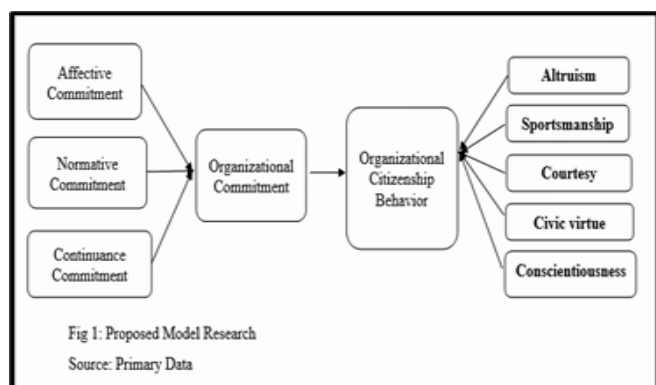 Affective
Commitment
Normative
Commitment
Continuance
Commitment
Organizational
Commitment
Organizational
Citizenship
Behavior
Altruism
Sportsmanship
Courtesy
Civic virtue
Conscientiousness
Fig 1: Proposed Model Research
Source: Primary Data